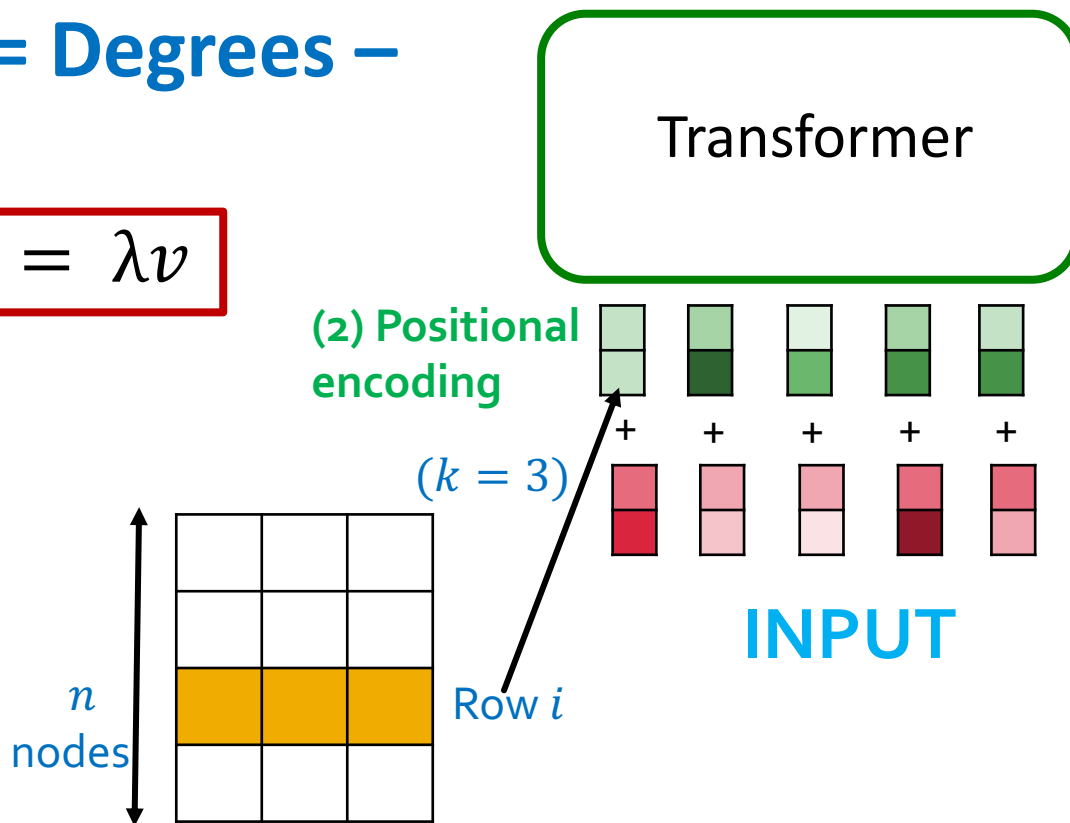 = Degrees –
Transformer
= λv
(2) Positional
encoding
+ + + + +
(k = 3)
INPUT
n
nodes
Row i